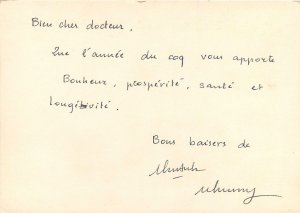 Bien cher docteur,
Que l'année du coq vous apporte
Bonheur, prospérité, santé et
longévité.
Bons baisers de